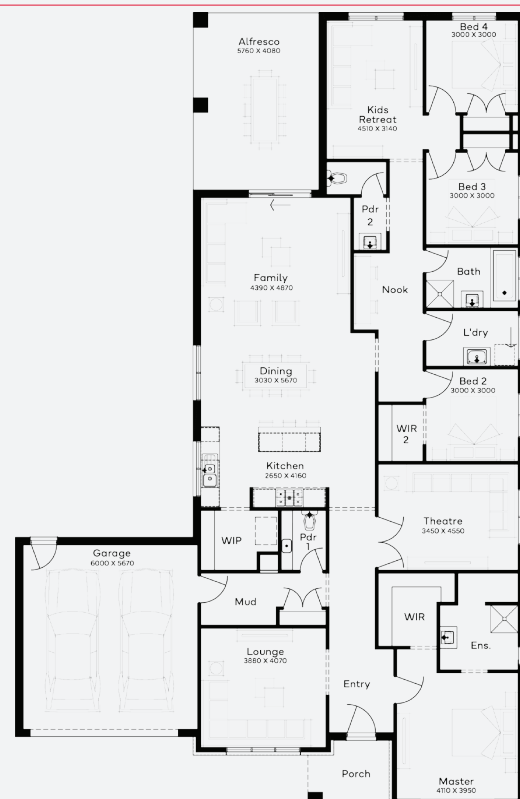 Alfresco
5760 X 4080
Bed 4
3000 X 3000
Kids
Retreat
4510 X 3140
Bed 3
3000 X 3000
Pdr
2
Family
4390 X 4870
Nook
Bath
L'dry
Dining
3030 X 5670
Bed 2
3000 X 3000
WIR
2
Kitchen
2650 X 4160
Theatre
3450 X 4550
WIP
Pdr
1
Garage
6000 X 5670
Mud
WIR
Ens.
Lounge
3880 X 4070
Entry
Porch
Master
4110 X 3950